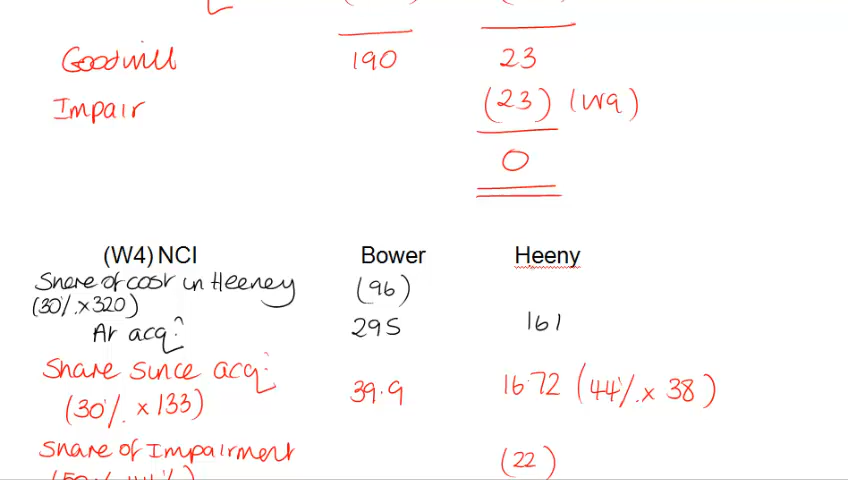 Goodwill 190 23
Impair (23) (W9)
0
(W4) NCI Bower Heeny
Share of cost in Heeney (96)
(30% x 320)
At acq: 295 161
Share since acq: 39.9 16.72 (44% x 38)
(30% x 133)
Share of Impairment (22)